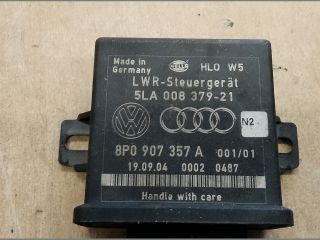 Made in
Germany
HELLA
HLO W5
LWR-Steuergerät
5LA 008 379-21
N2
8P0 907 357 A 001/01
19.09.04 0002 0487
Handle with care